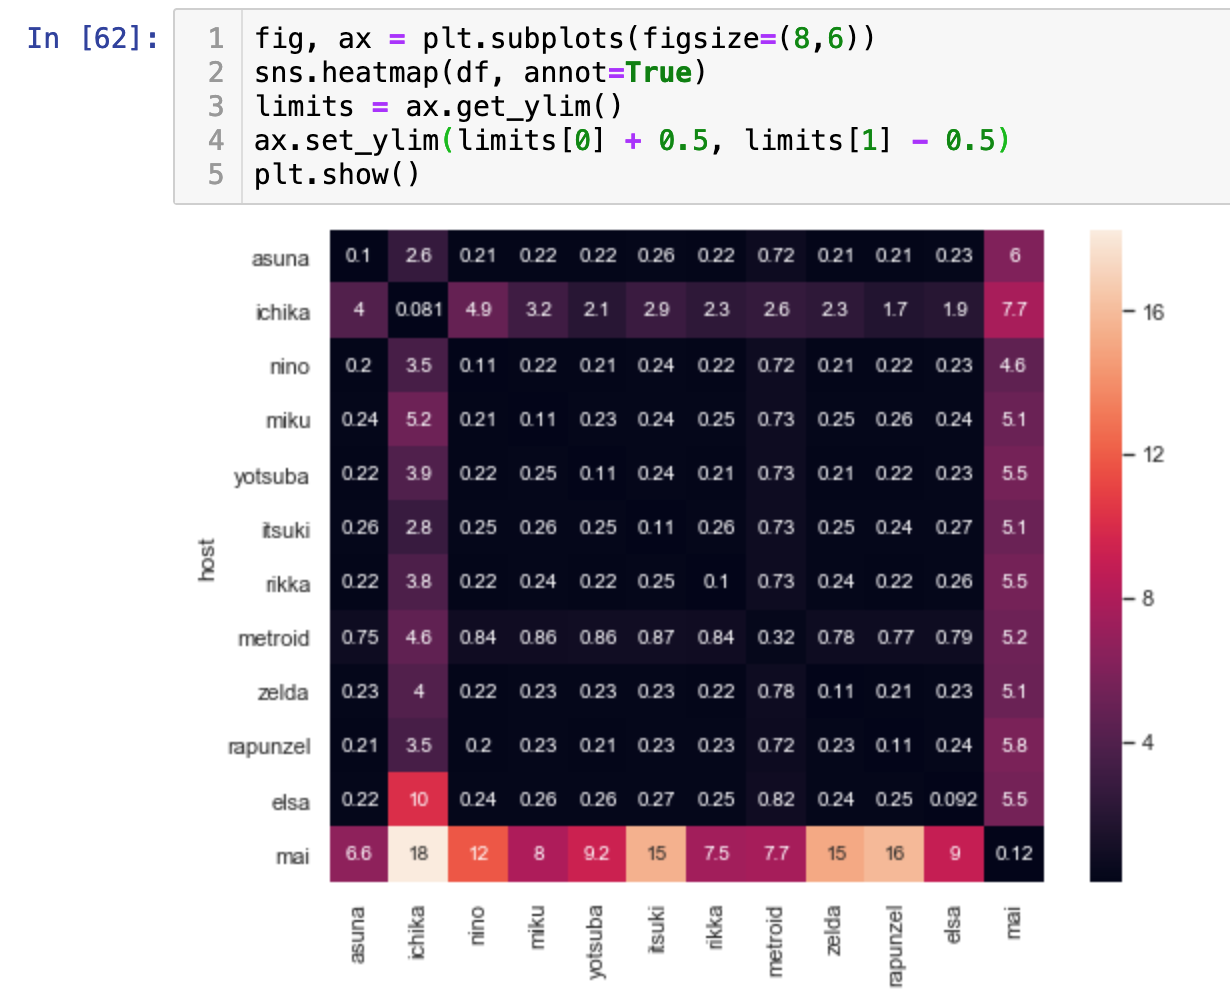 In [62]:
1 fig, ax = plt.subplots(figsize=(8,6))
2 sns.heatmap(df, annot=True)
3 limits = ax.get_ylim()
4 ax.set_ylim(limits[0] + 0.5, limits[1] - 0.5)
5 plt.show()
asuna 0.1 2.6 0.21 0.22 0.22 0.26 0.22 0.72 0.21 0.21 0.23 6
ichika 4 0.081 4.9 3.2 2.1 2.9 2.3 2.6 2.3 1.7 1.9 7.7
nino 0.2 3.5 0.11 0.22 0.21 0.24 0.22 0.72 0.21 0.22 0.23 4.6
miku 0.24 5.2 0.21 0.11 0.23 0.24 0.25 0.73 0.25 0.26 0.24 5.1
yotsuba 0.22 3.9 0.22 0.25 0.11 0.24 0.21 0.73 0.21 0.22 0.23 5.5
itsuki 0.26 2.8 0.25 0.26 0.25 0.11 0.26 0.73 0.25 0.24 0.27 5.1
rikka 0.22 3.8 0.22 0.24 0.22 0.25 0.1 0.73 0.24 0.22 0.26 5.5
metroid 0.75 4.6 0.84 0.86 0.86 0.87 0.84 0.32 0.78 0.77 0.79 5.2
zelda 0.23 4 0.22 0.23 0.23 0.23 0.22 0.78 0.11 0.21 0.23 5.1
rapunzel 0.21 3.5 0.2 0.23 0.21 0.23 0.23 0.72 0.23 0.11 0.24 5.8
elsa 0.22 10 0.24 0.26 0.26 0.27 0.25 0.82 0.24 0.25 0.092 5.5
mai 6.6 18 12 8 9.2 15 7.5 7.7 15 16 9 0.12
host
asuna ichika nino miku yotsuba itsuki rikka metroid zelda rapunzel elsa mai
16
12
8
4